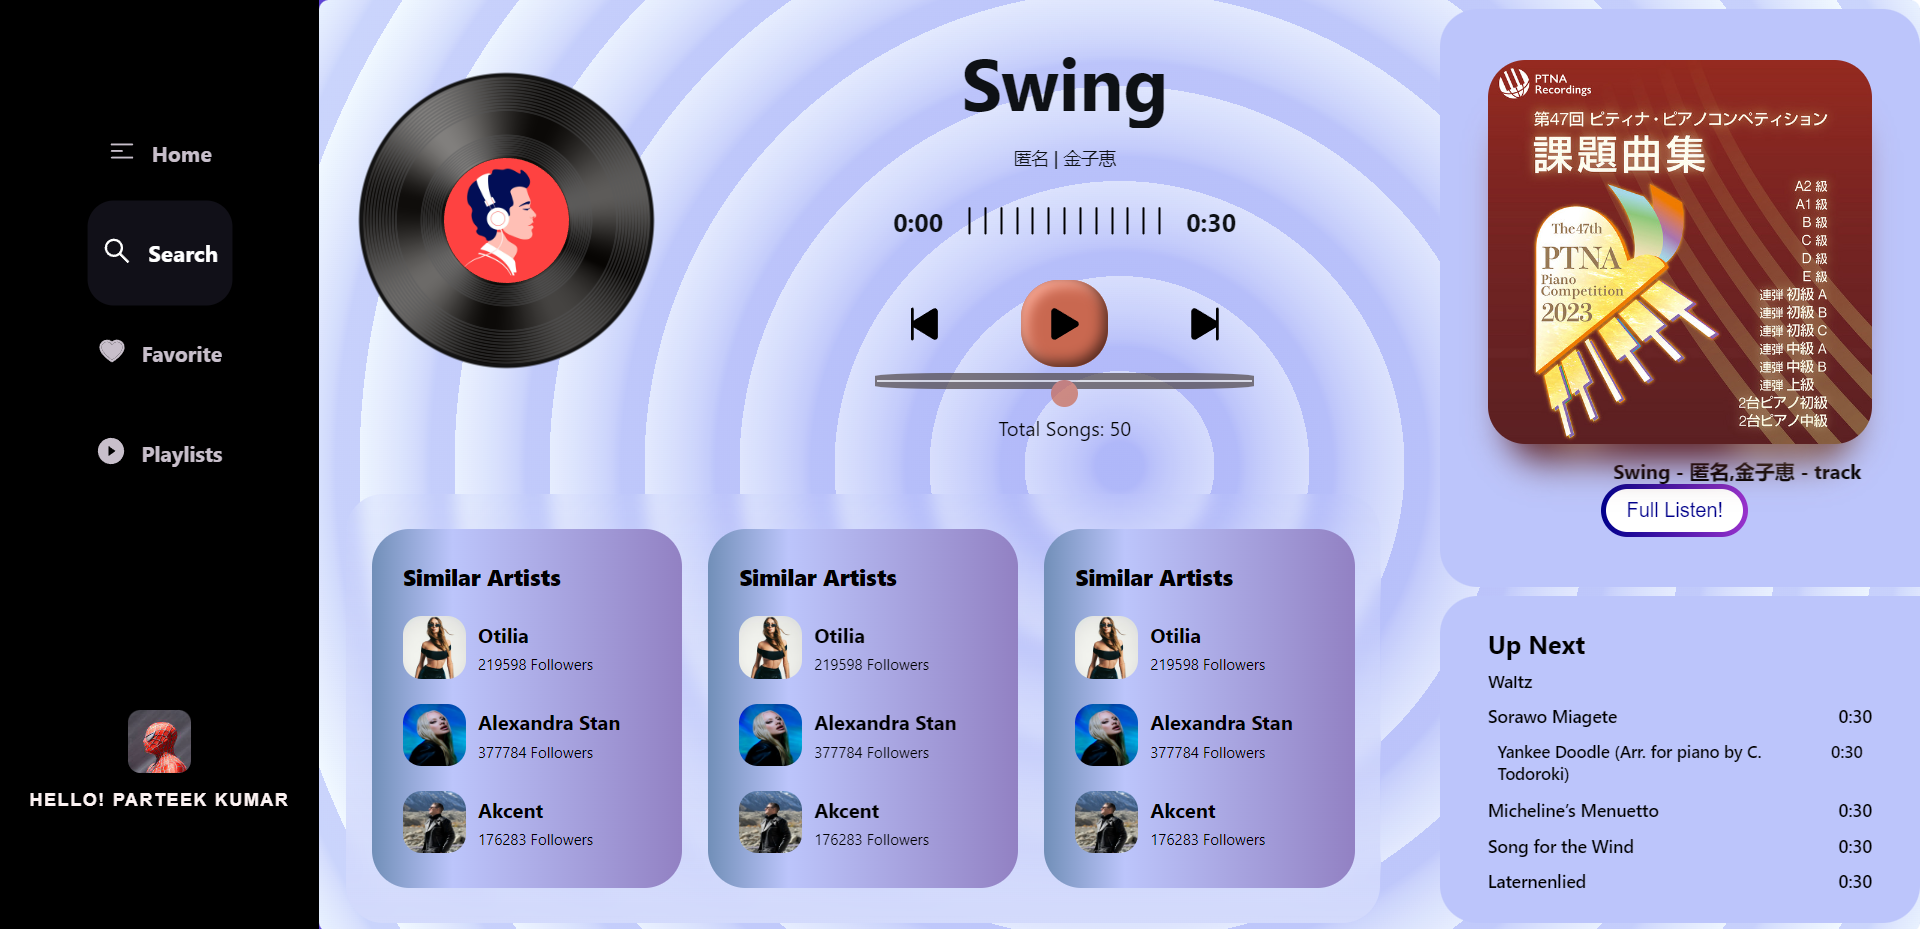 Home
Search
Favorite
Playlists
HELLO! PARTEEK KUMAR
Swing
匿名 | 金子恵
0:00
0:30
Total Songs: 50
Similar Artists
Otilia
219598 Followers
Alexandra Stan
377784 Followers
Akcent
176283 Followers
Similar Artists
Otilia
219598 Followers
Alexandra Stan
377784 Followers
Akcent
176283 Followers
Similar Artists
Otilia
219598 Followers
Alexandra Stan
377784 Followers
Akcent
176283 Followers
PTNA
Recordings
第47回 ピティナ・ピアノコンペティション
課題曲集
A2 級
A1 級
B 級
C 級
D 級
E 級
連弾 初級 A
連弾 初級 B
連弾 初級 C
連弾 中級 A
連弾 中級 B
連弾 上級
2台ピアノ初級
2台ピアノ中級
The 47th
PTNA
Piano
Competition
2023
Swing - 匿名,金子恵 - track
Full Listen!
Up Next
Waltz
Sorawo Miagete 0:30
Yankee Doodle (Arr. for piano by C. 0:30
Todoroki)
Micheline’s Menuetto 0:30
Song for the Wind 0:30
Laternenlied 0:30